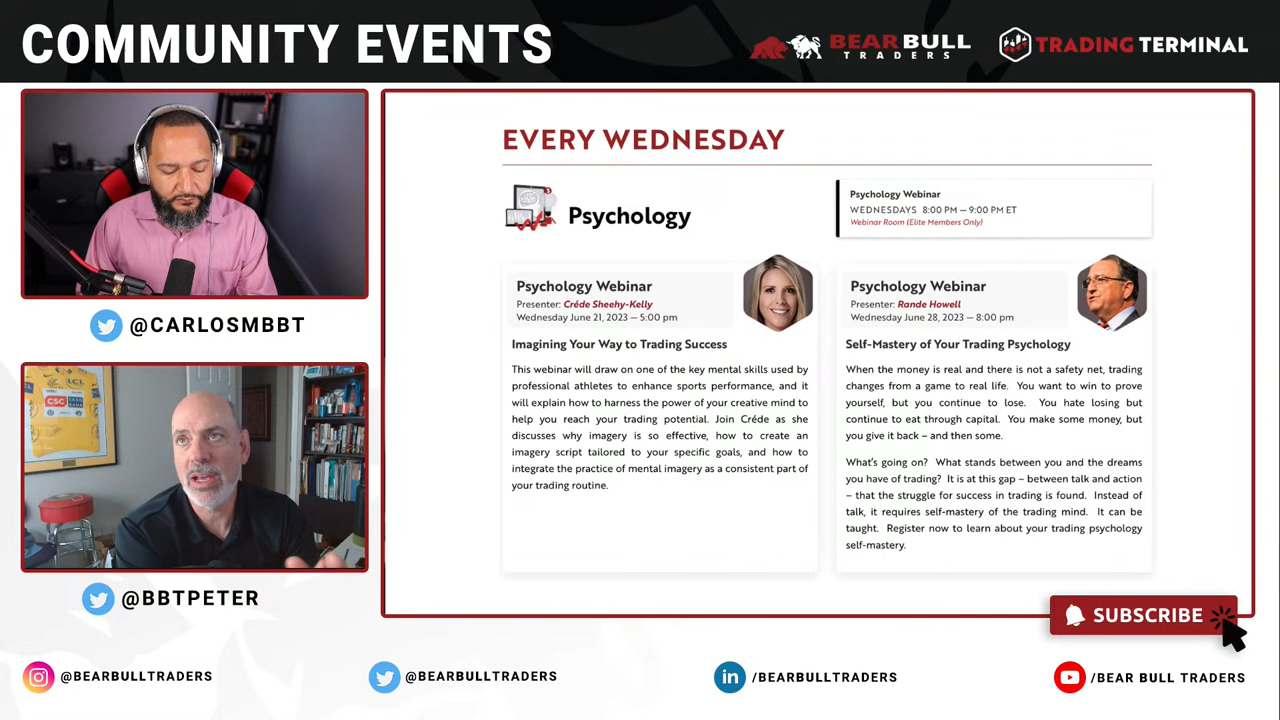 COMMUNITY EVENTS
BEAR BULL
TRADERS
TRADING TERMINAL
@CARLOSMBBT
@BBTPETER
EVERY WEDNESDAY
Psychology
Psychology Webinar
WEDNESDAYS 8:00 PM – 9:00 PM ET
Webinar Room (Elite Members Only)
Psychology Webinar
Presenter: Créde Sheehy-Kelly
Wednesday June 21, 2023 – 5:00 pm
Imagining Your Way to Trading Success
This webinar will draw on one of the key mental skills used by
professional athletes to enhance sports performance, and it
will explain how to harness the power of your creative mind to
help you reach your trading potential. Join Créde as she
discusses why imagery is so effective, how to create an
imagery script tailored to your specific goals, and how to
integrate the practice of mental imagery as a consistent part of
your trading routine.
Psychology Webinar
Presenter: Rande Howell
Wednesday June 28, 2023 – 8:00 pm
Self-Mastery of Your Trading Psychology
When the money is real and there is not a safety net, trading
changes from a game to real life. You want to win to prove
yourself, but you continue to lose. You hate losing but
continue to eat through capital. You make some money, but
you give it back – and then some.
What's going on? What stands between you and the dreams
you have of trading? It is at this gap – between talk and action
– that the struggle for success in trading is found. Instead of
talk, it requires self-mastery of the trading mind. It can be
taught. Register now to learn about your trading psychology
self-mastery.
SUBSCRIBE
@BEARBULLTRADERS
@BEARBULLTRADERS
/BEARBULLTRADERS
/BEAR BULL TRADERS
LCL
CSC